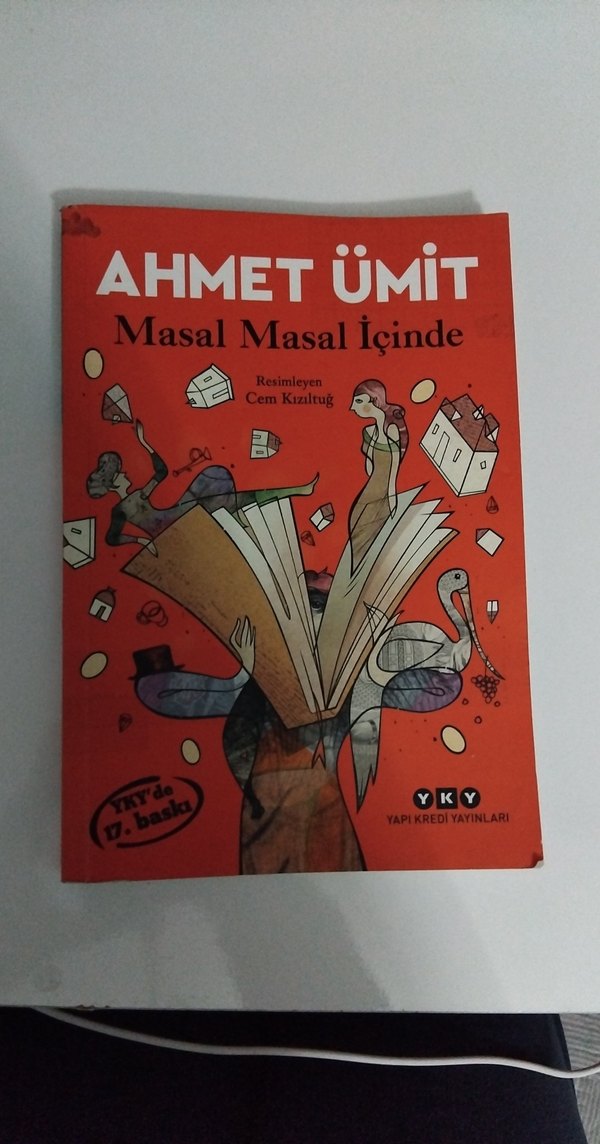 AHMET ÜMİT
Masal Masal İçinde
Resimleyen
Cem Kızıltuğ
YKY'de
17. baskı
YKY
YAPI KREDİ YAYINLARI